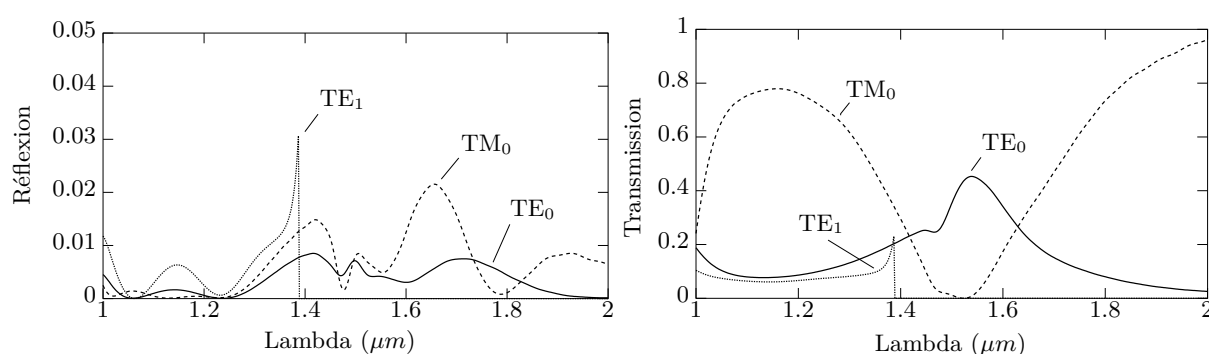 0.05
0.04
0.03
0.02
0.01
0
Réflexion
TE1
TM0
TE0
1
1.2
1.4
1.6
1.8
2
Lambda (µm)
1
0.8
0.6
0.4
0.2
0
Transmission
TM0
TE0
TE1
1
1.2
1.4
1.6
1.8
2
Lambda (µm)